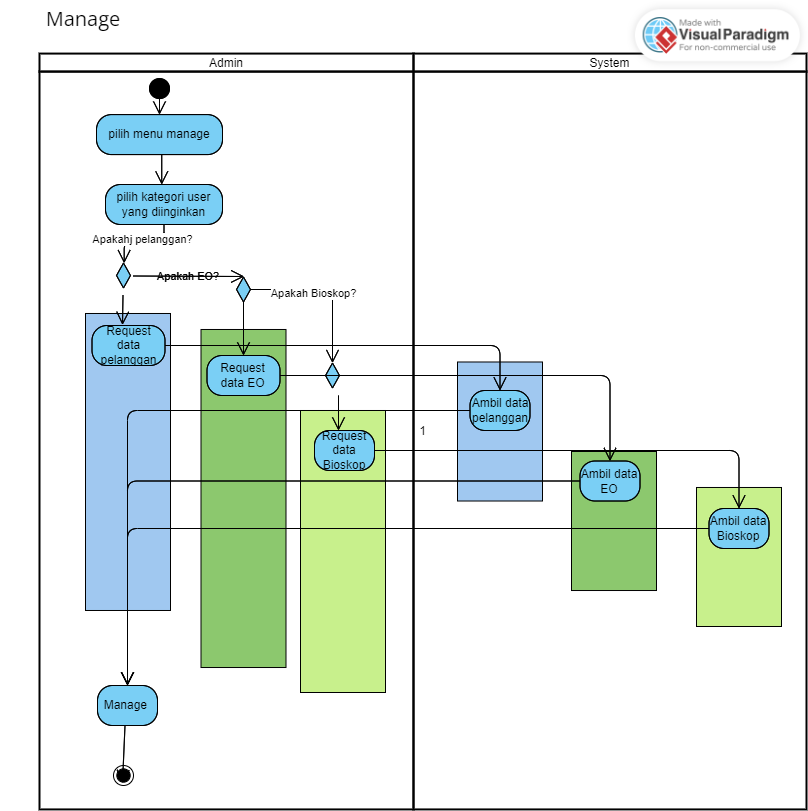 Manage
Made with
VisualParadigm
For non-commercial use
Admin
System
pilih menu manage
pilih kategori user
yang diinginkan
Apakahj pelanggan?
Apakah EO?
Apakah Bioskop?
Request
data
pelanggan
Request
data EO
Ambil data
pelanggan
1
Request
data
Bioskop
Ambil data
EO
Ambil data
Bioskop
Manage